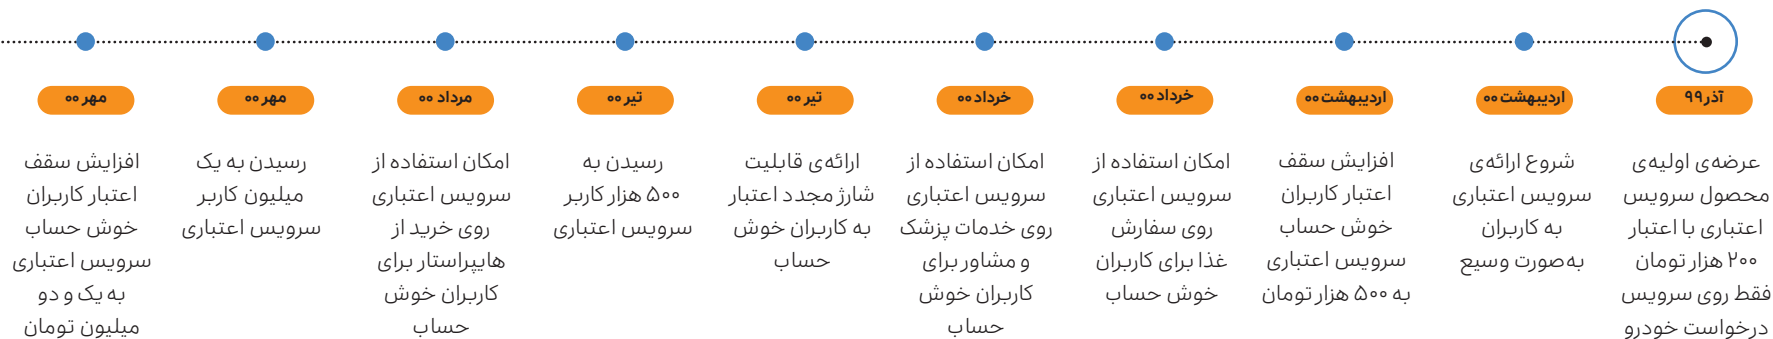 آذر ۹۹
عرضه‌ی اولیه‌ی
محصول سرویس
اعتباری با اعتبار
۲۰۰ هزار تومان
فقط روی سرویس
درخواست خودرو
اردیبهشت ۰۰
شروع ارائه‌ی
سرویس اعتباری
به کاربران
به‌صورت وسیع
اردیبهشت ۰۰
افزایش سقف
اعتبار کاربران
خوش حساب
سرویس اعتباری
به ۵۰۰ هزار تومان
خرداد ۰۰
امکان استفاده از
سرویس اعتباری
روی سفارش
غذا برای کاربران
خوش حساب
خرداد ۰۰
امکان استفاده از
سرویس اعتباری
روی خدمات پزشک
و مشاور برای
کاربران خوش
حساب
تیر ۰۰
ارائه‌ی قابلیت
شارژ مجدد اعتبار
به کاربران خوش
حساب
تیر ۰۰
رسیدن به
۵۰۰ هزار کاربر
سرویس اعتباری
مرداد ۰۰
امکان استفاده از
سرویس اعتباری
روی خرید از
هایپراستار برای
کاربران خوش
حساب
مهر ۰۰
رسیدن به یک
میلیون کاربر
سرویس اعتباری
مهر ۰۰
افزایش سقف
اعتبار کاربران
خوش حساب
سرویس اعتباری
به یک و دو
میلیون تومان